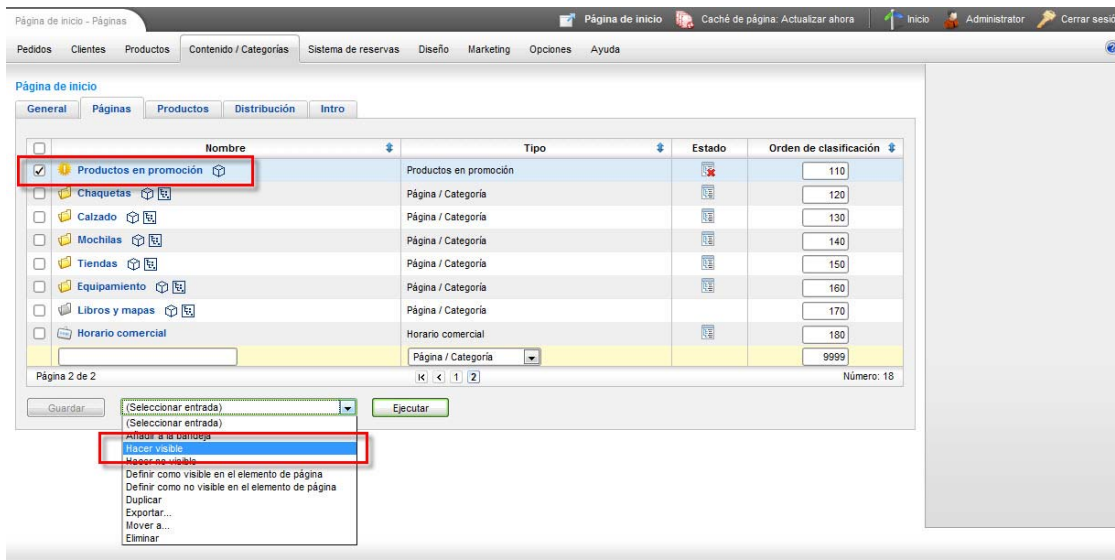 Página de inicio - Páginas
Página de inicio Caché de página: Actualizar ahora Inicio Administrator Cerrar sesió
Pedidos Clientes Productos Contenido / Categorías Sistema de reservas Diseño Marketing Opciones Ayuda
Página de inicio
General Páginas Productos Distribución Intro
Nombre Tipo Estado Orden de clasificación
Productos en promoción Productos en promoción 110
Chaquetas Página / Categoría 120
Calzado Página / Categoría 130
Mochilas Página / Categoría 140
Tiendas Página / Categoría 150
Equipamiento Página / Categoría 160
Libros y mapas Página / Categoría 170
Horario comercial Horario comercial 180
Página / Categoría 9999
Página 2 de 2 1 2 Número: 18
Guardar (Seleccionar entrada) Ejecutar
(Seleccionar entrada)
Añadir a la bandeja
Hacer visible
Hacer no visible
Definir como visible en el elemento de página
Definir como no visible en el elemento de página
Duplicar
Exportar...
Mover a...
Eliminar